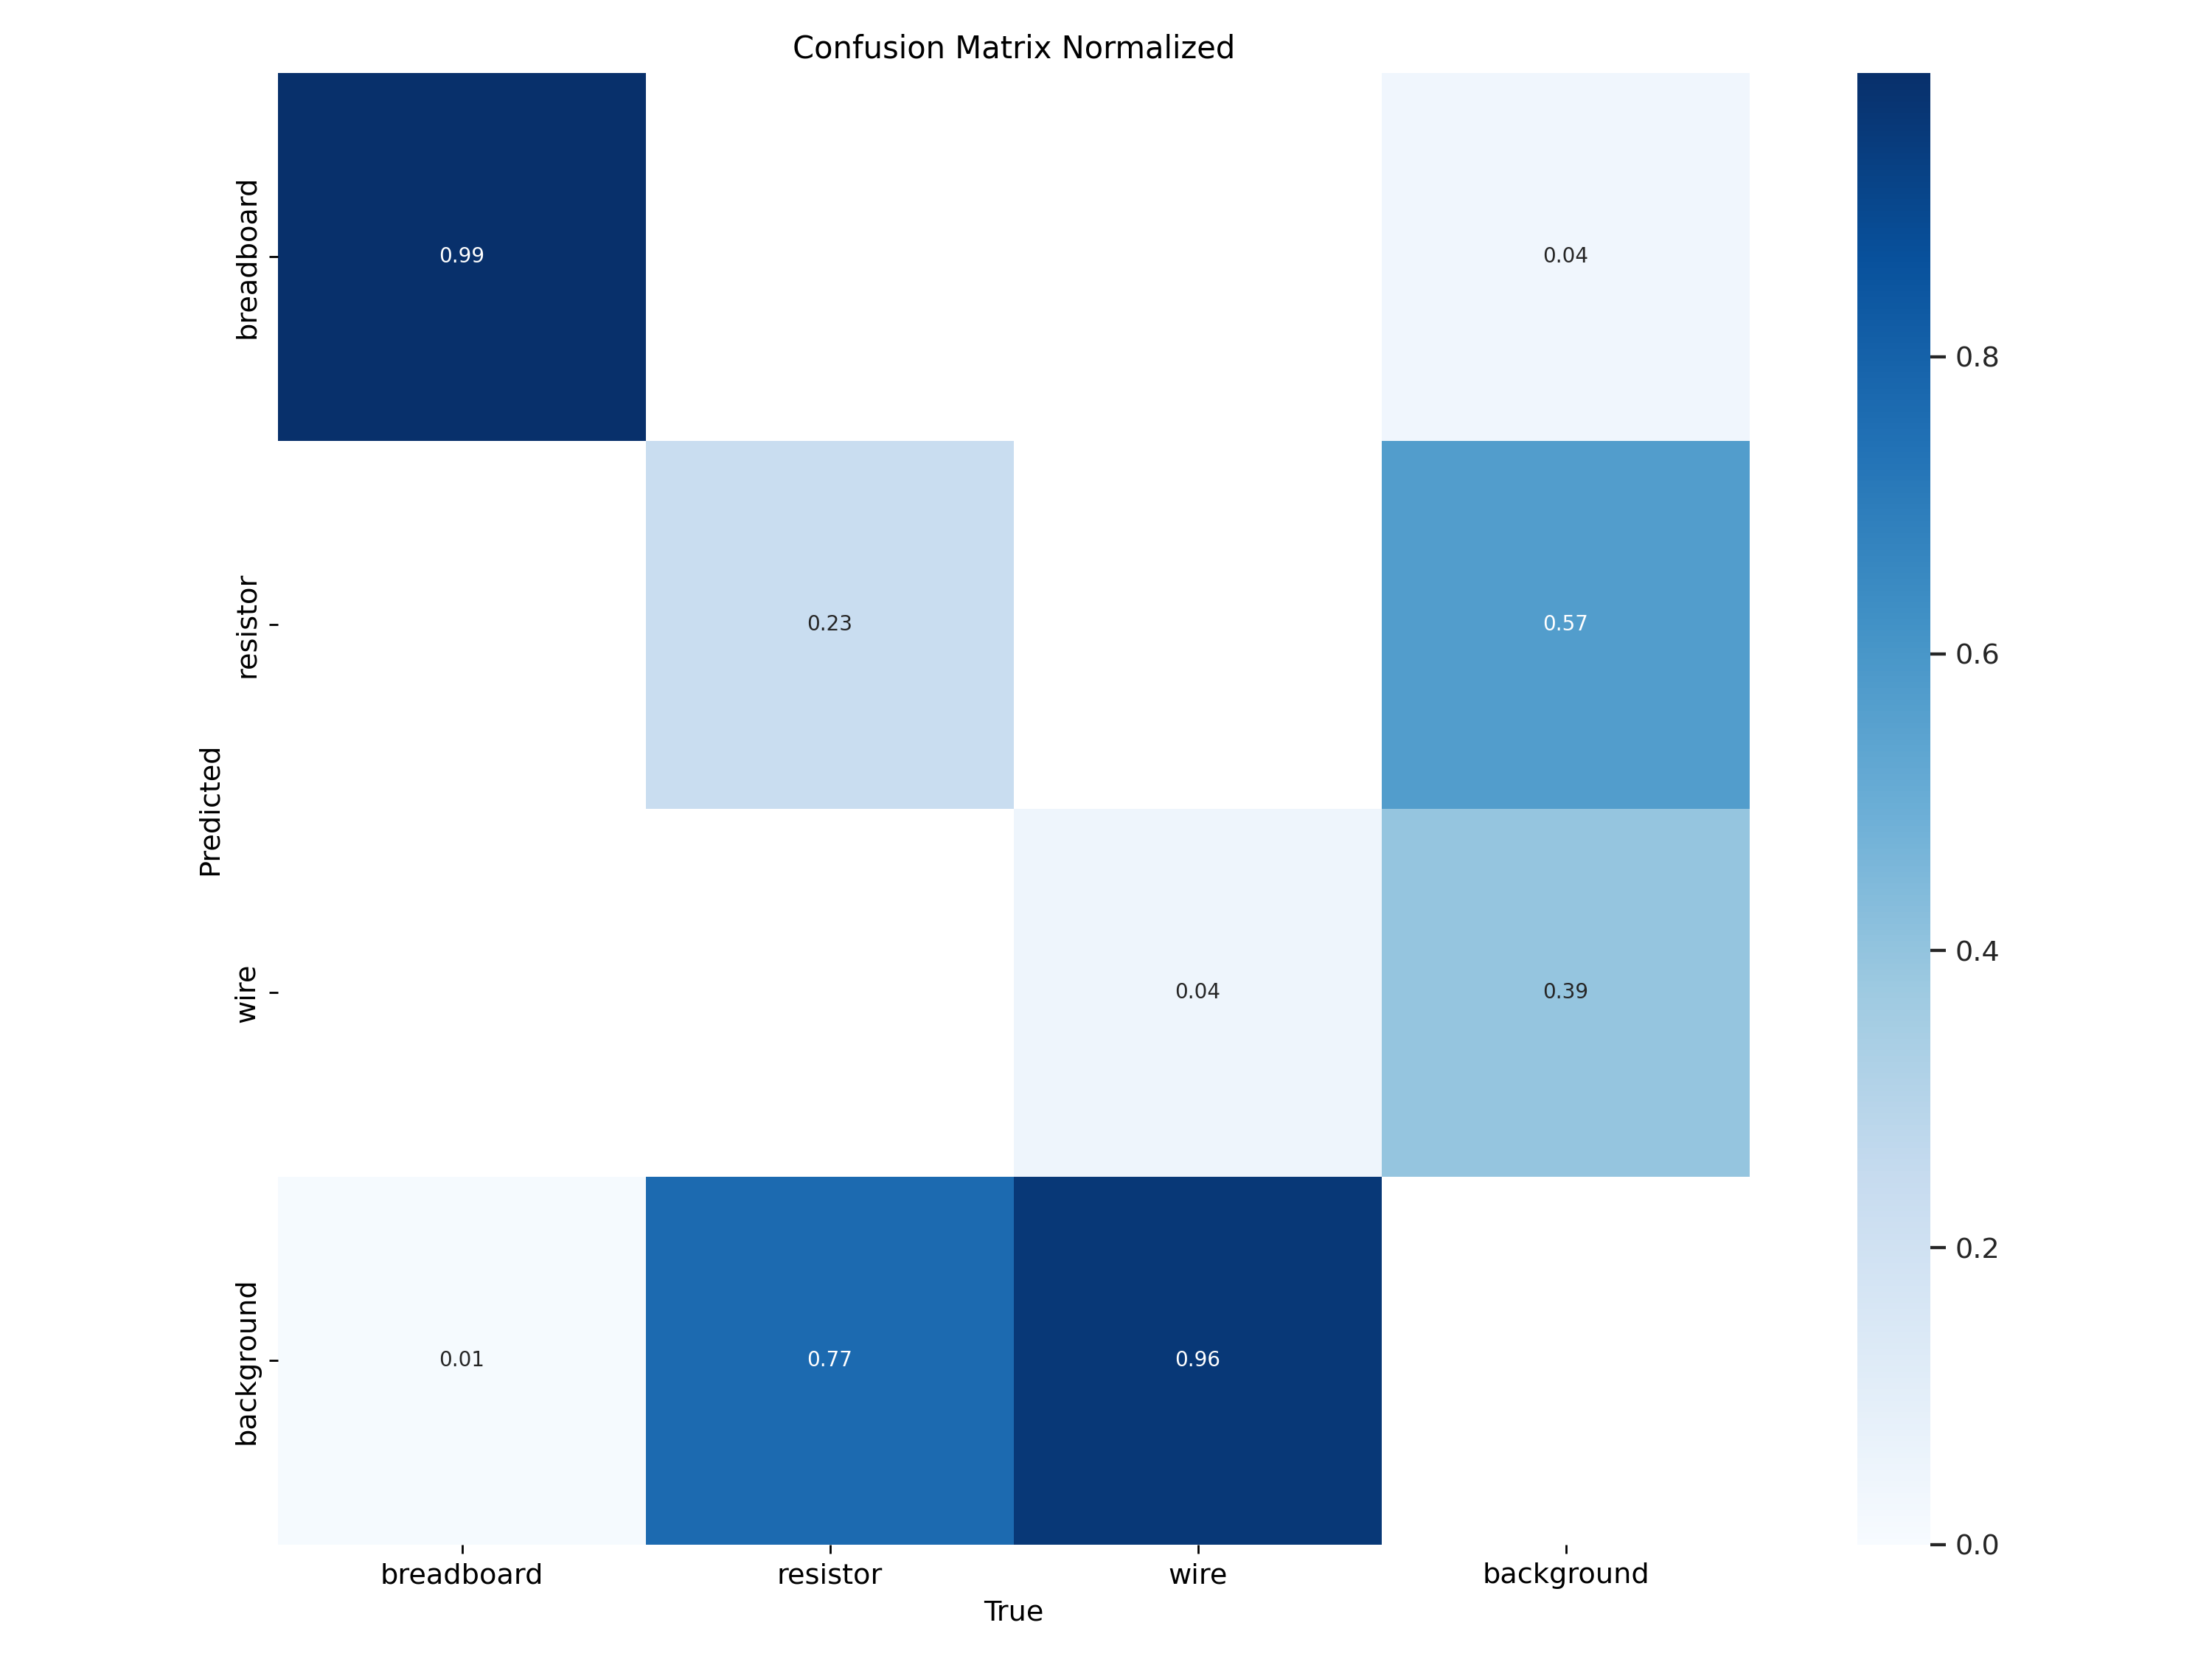 Confusion Matrix Normalized
Predicted
breadboard
0.99
0.04
resistor
0.23
0.57
wire
0.04
0.39
background
0.01
0.77
0.96
breadboard
resistor
wire
background
True
0.8
0.6
0.4
0.2
0.0